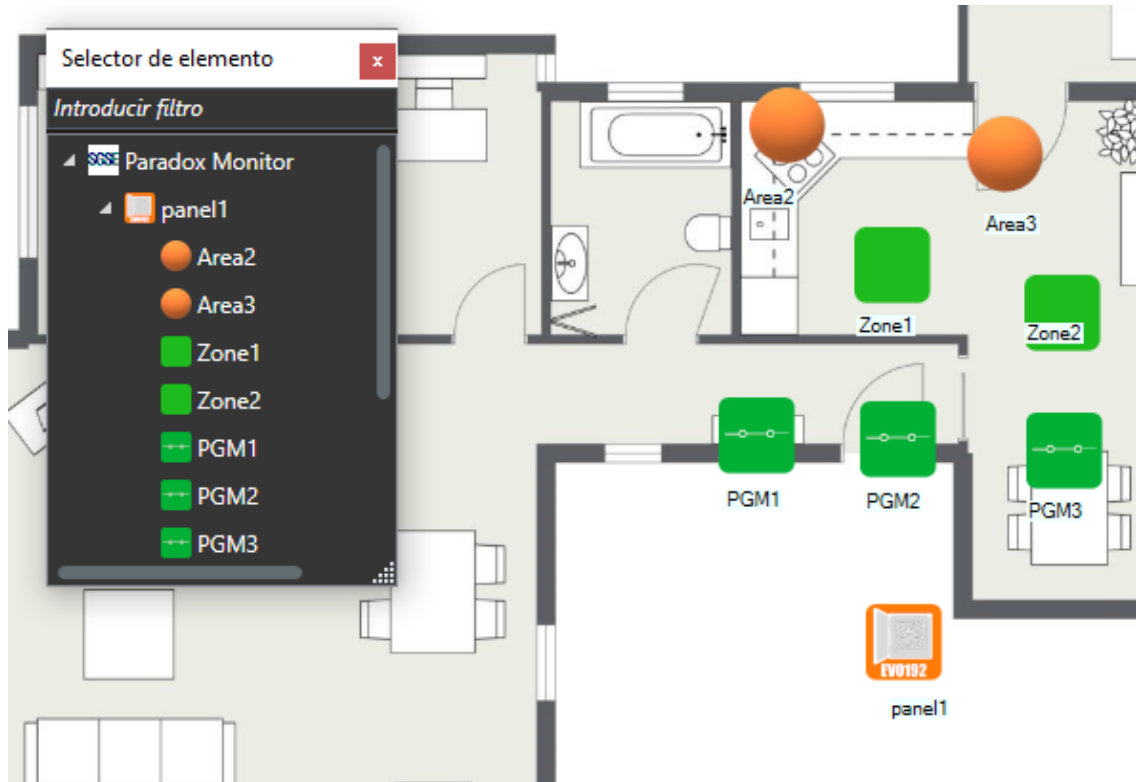 Selector de elemento
x
Introducir filtro
SGSE Paradox Monitor
EVO192 panel1
Area2
Area3
Zone1
Zone2
PGM1
PGM2
PGM3
Area2
Area3
Zone1
Zone2
PGM1
PGM2
PGM3
EVO192
panel1